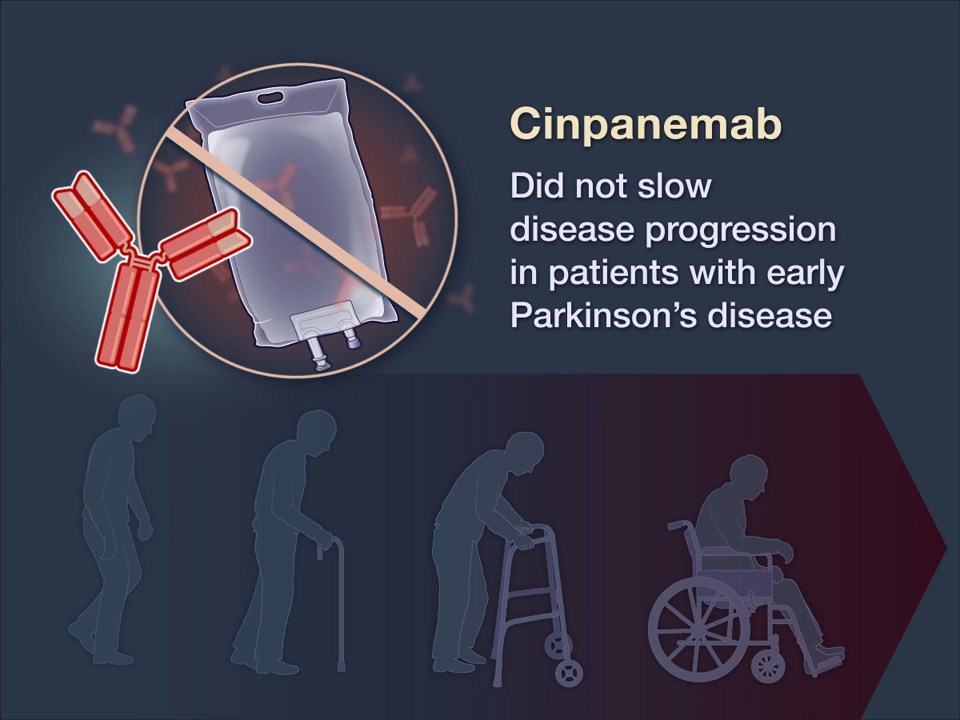 Cinpanemab
Did not slow
disease progression
in patients with early
Parkinson’s disease